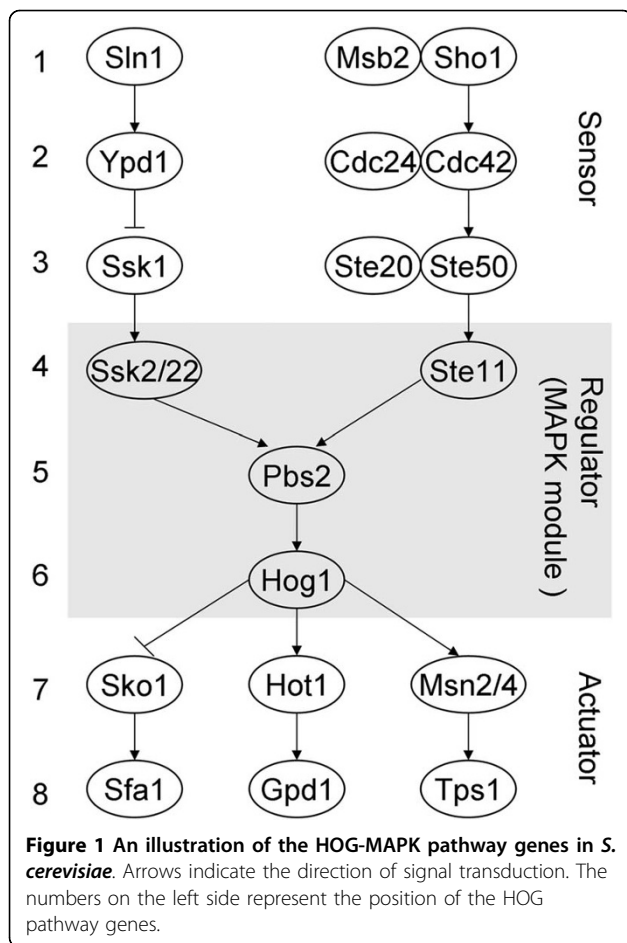 1 Sln1 Msb2 Sho1
2 Ypd1 Cdc24 Cdc42
3 Ssk1 Ste20 Ste50
4 Ssk2/22 Ste11
5 Pbs2
6 Hog1
7 Sko1 Hot1 Msn2/4
8 Sfa1 Gpd1 Tps1
Sensor
Regulator
(MAPK module )
Actuator
Figure 1 An illustration of the HOG-MAPK pathway genes in S.
cerevisiae. Arrows indicate the direction of signal transduction. The
numbers on the left side represent the position of the HOG
pathway genes.